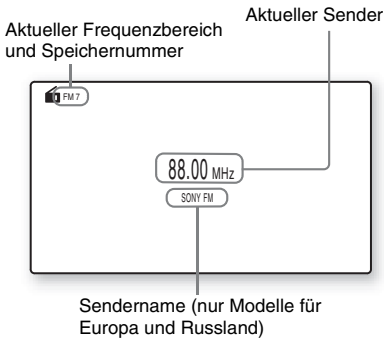 Aktueller Sender
Aktueller Frequenzbereich
und Speichernummer
FM 7
88.00 MHz
SONY FM
Sendername (nur Modelle für
Europa und Russland)